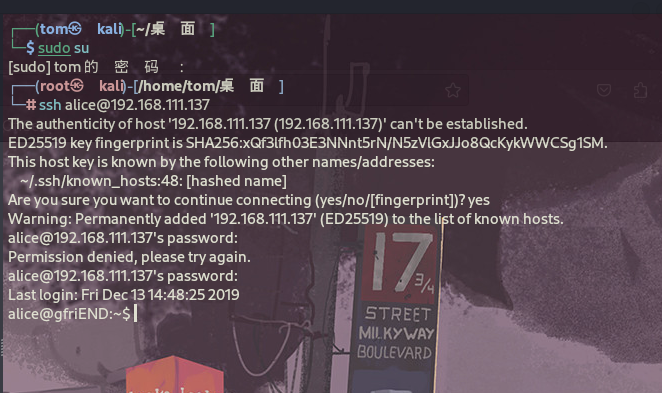 ┌──(tom㉿ kali)-[~/桌 面 ]
└─$ sudo su
[sudo] tom 的 密 码 :
┌──(root㉿ kali)-[/home/tom/桌 面 ]
└─# ssh alice@192.168.111.137
The authenticity of host '192.168.111.137 (192.168.111.137)' can't be established.
ED25519 key fingerprint is SHA256:xQf3lfh03E3NNnt5rN/N5zVlGxJJo8QcKykWWCSg1SM.
This host key is known by the following other names/addresses:
~/.ssh/known_hosts:48: [hashed name]
Are you sure you want to continue connecting (yes/no/[fingerprint])? yes
Warning: Permanently added '192.168.111.137' (ED25519) to the list of known hosts.
alice@192.168.111.137's password:
Permission denied, please try again.
alice@192.168.111.137's password:
Last login: Fri Dec 13 14:48:25 2019
alice@gfriEND:~$
17 3/4
STREET
MILKYWAY
BOULEVARD